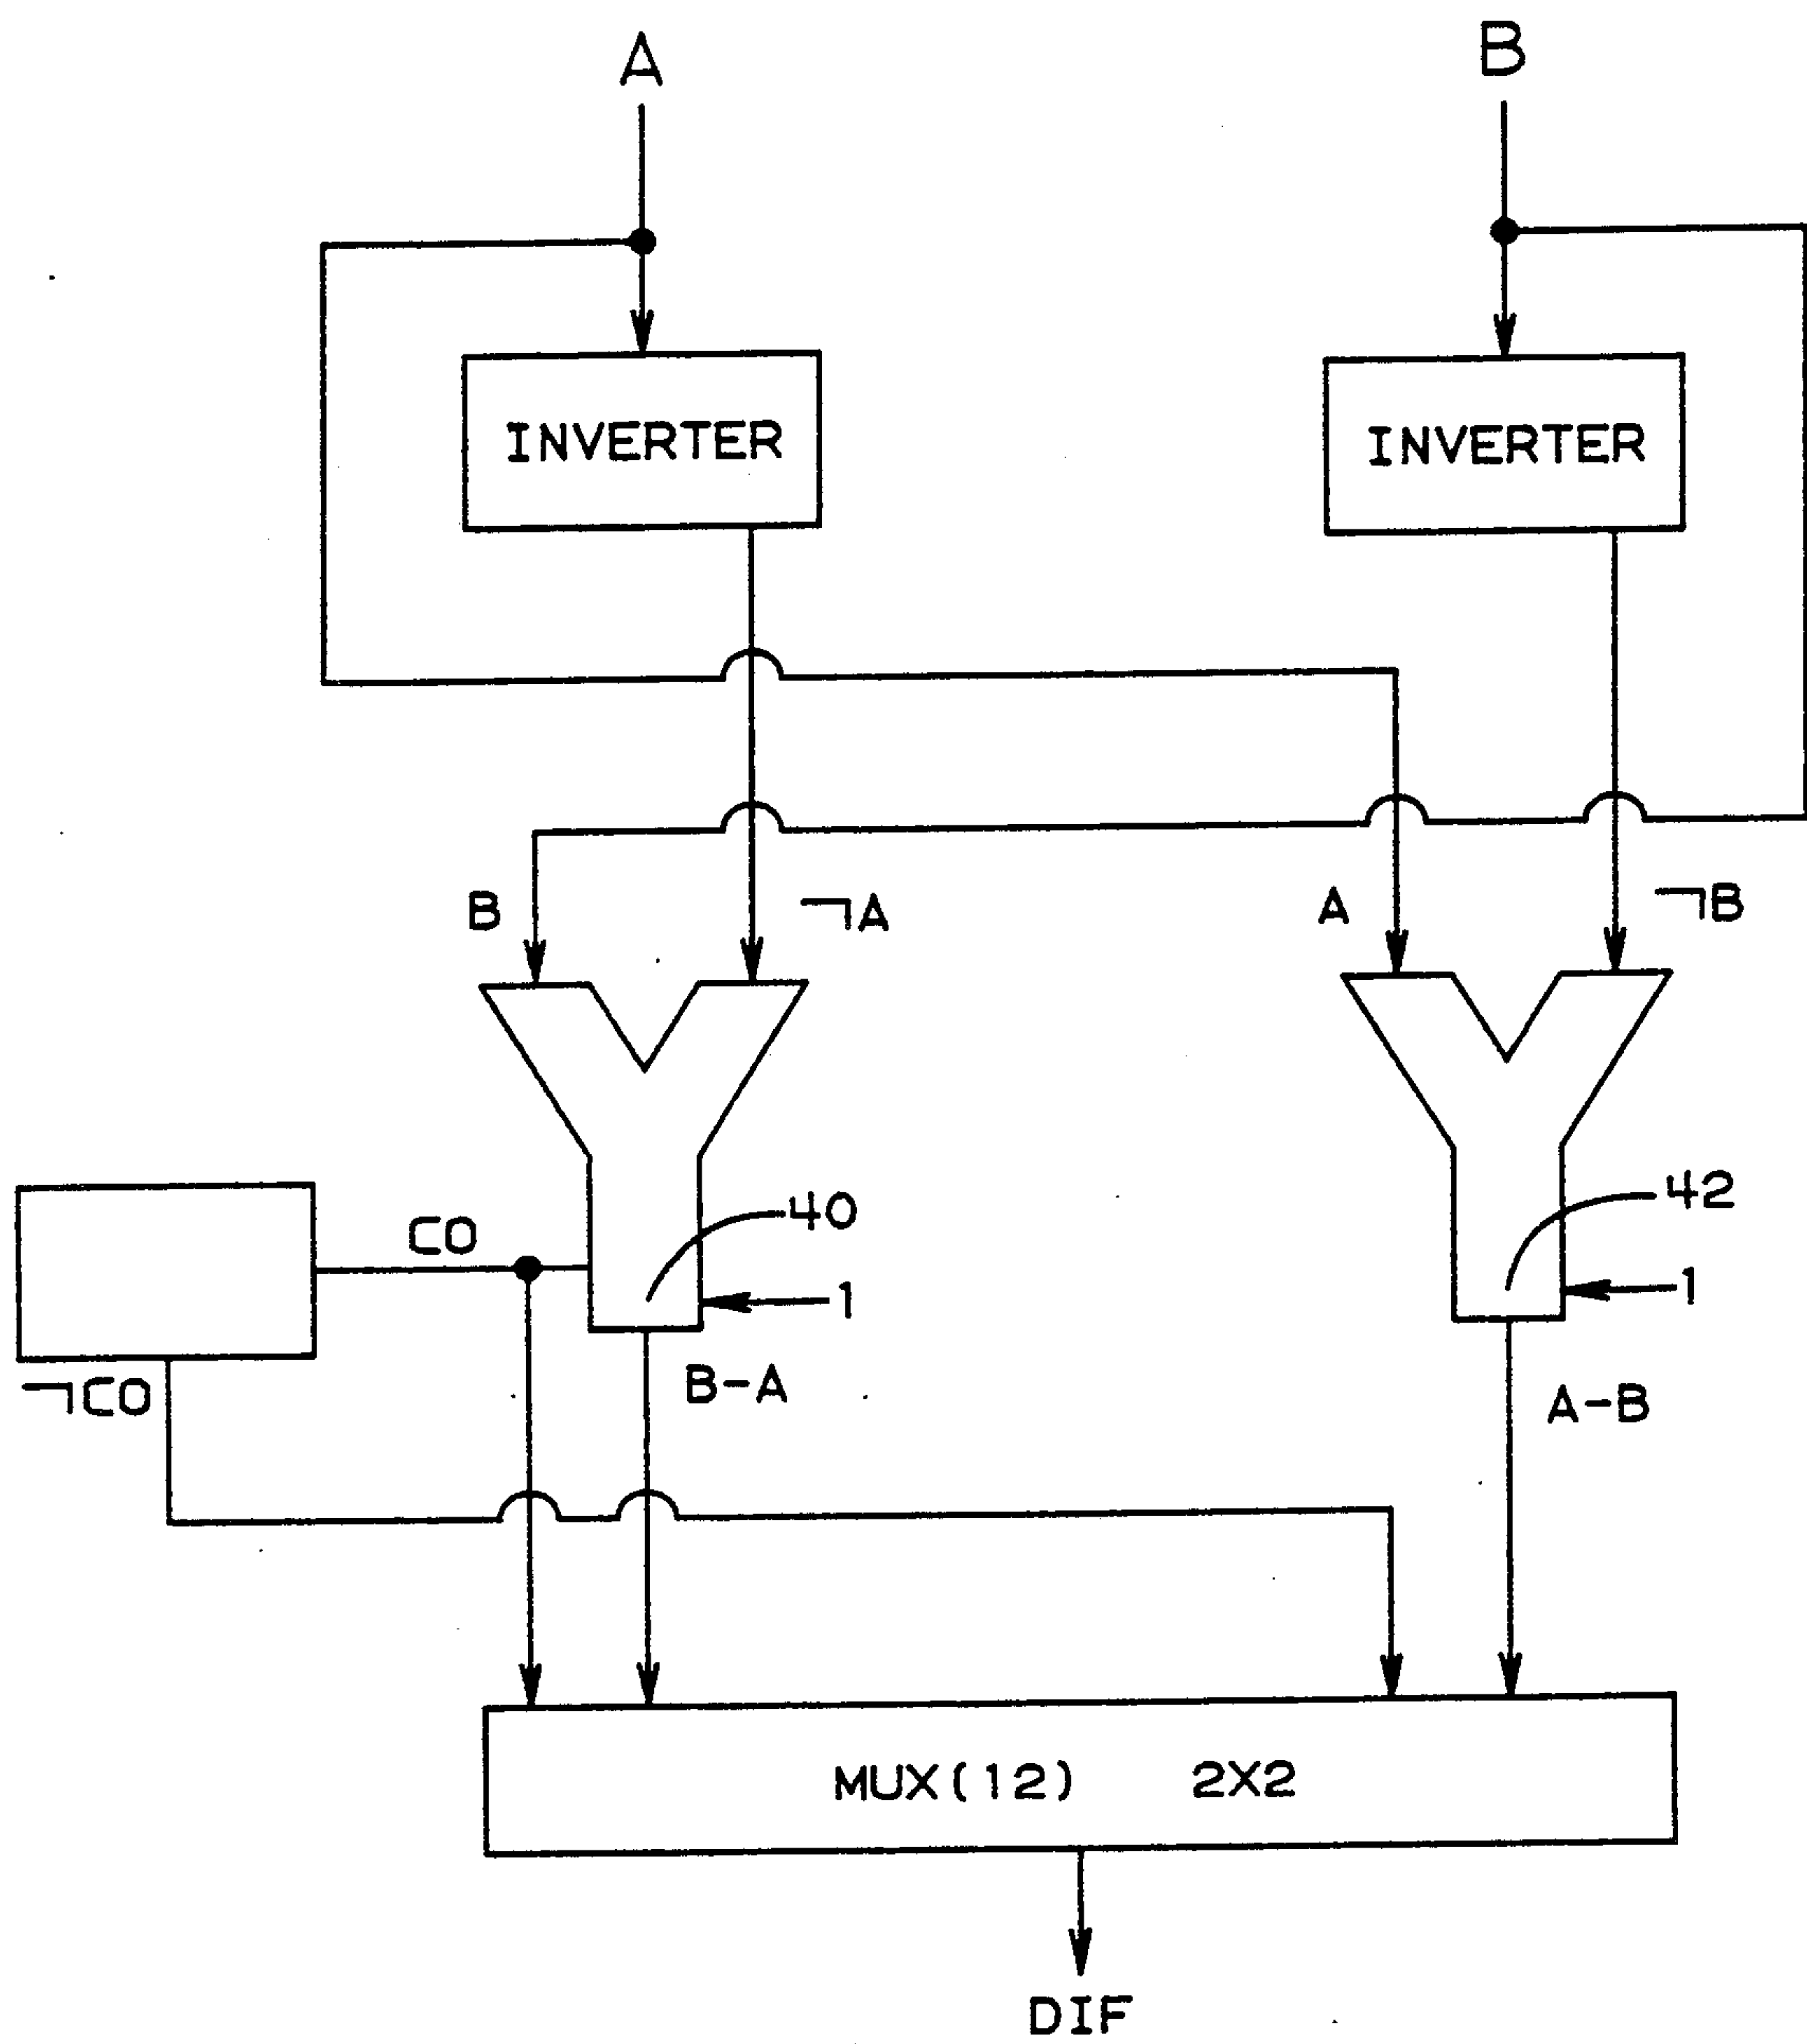 A
B
INVERTER
INVERTER
B
¬A
A
¬B
40
42
CO
1
1
¬CO
B-A
A-B
MUX(12) 2X2
DIF